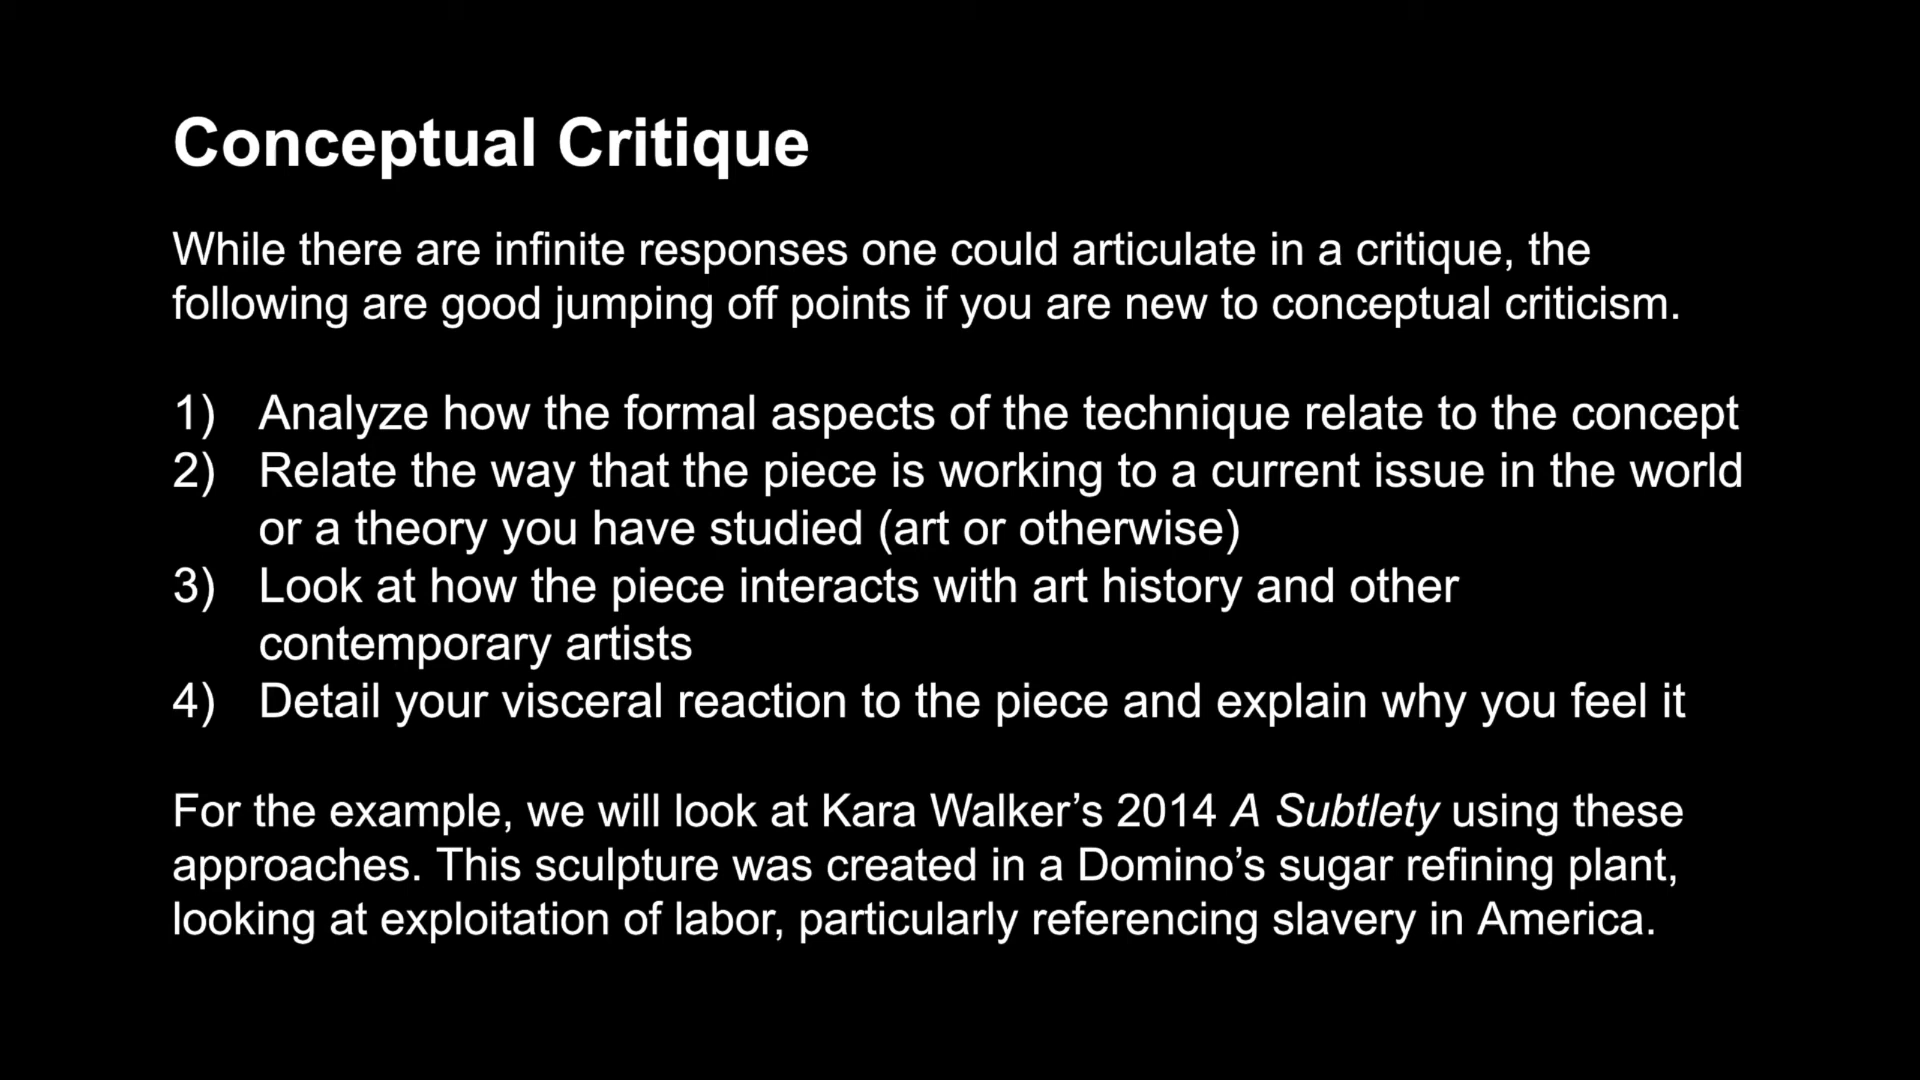 Conceptual Critique
While there are infinite responses one could articulate in a critique, the
following are good jumping off points if you are new to conceptual criticism.
1) Analyze how the formal aspects of the technique relate to the concept
2) Relate the way that the piece is working to a current issue in the world
or a theory you have studied (art or otherwise)
3) Look at how the piece interacts with art history and other
contemporary artists
4) Detail your visceral reaction to the piece and explain why you feel it
For the example, we will look at Kara Walker’s 2014 A Subtlety using these
approaches. This sculpture was created in a Domino’s sugar refining plant,
looking at exploitation of labor, particularly referencing slavery in America.